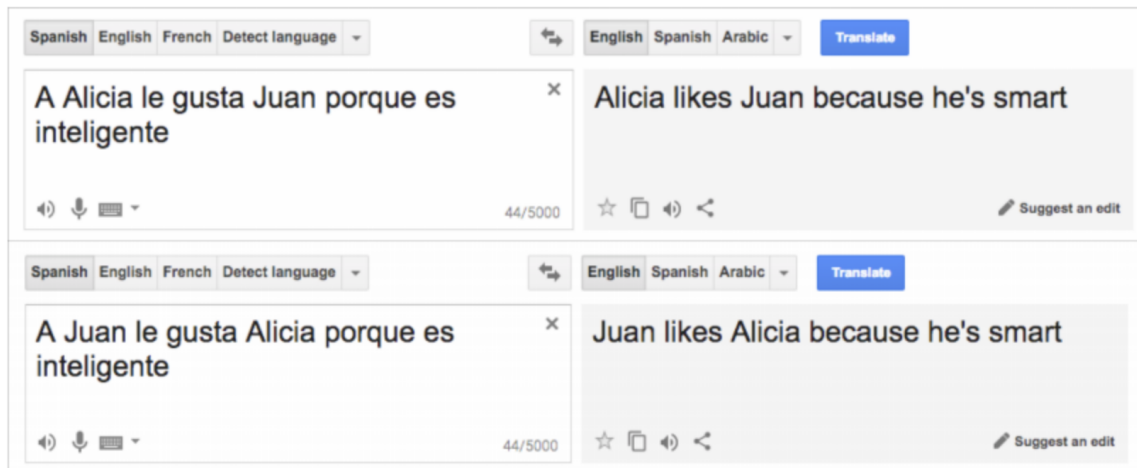 Spanish English French Detect language
English Spanish Arabic
Translate
A Alicia le gusta Juan porque es
inteligente
44/5000
Alicia likes Juan because he's smart
Suggest an edit
Spanish English French Detect language
English Spanish Arabic
Translate
A Juan le gusta Alicia porque es
inteligente
44/5000
Juan likes Alicia because he's smart
Suggest an edit